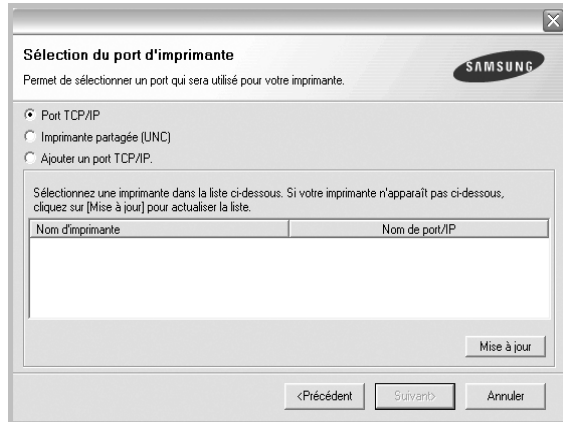 Sélection du port d'imprimante
Permet de sélectionner un port qui sera utilisé pour votre imprimante.
SAMSUNG
Port TCP/IP
Imprimante partagée (UNC)
Ajouter un port TCP/IP.
Sélectionnez une imprimante dans la liste ci-dessous. Si votre imprimante n'apparaît pas ci-dessous,
cliquez sur [Mise à jour] pour actualiser la liste.
Nom d'imprimante Nom de port/IP
Mise à jour
<Précédent Suivant> Annuler